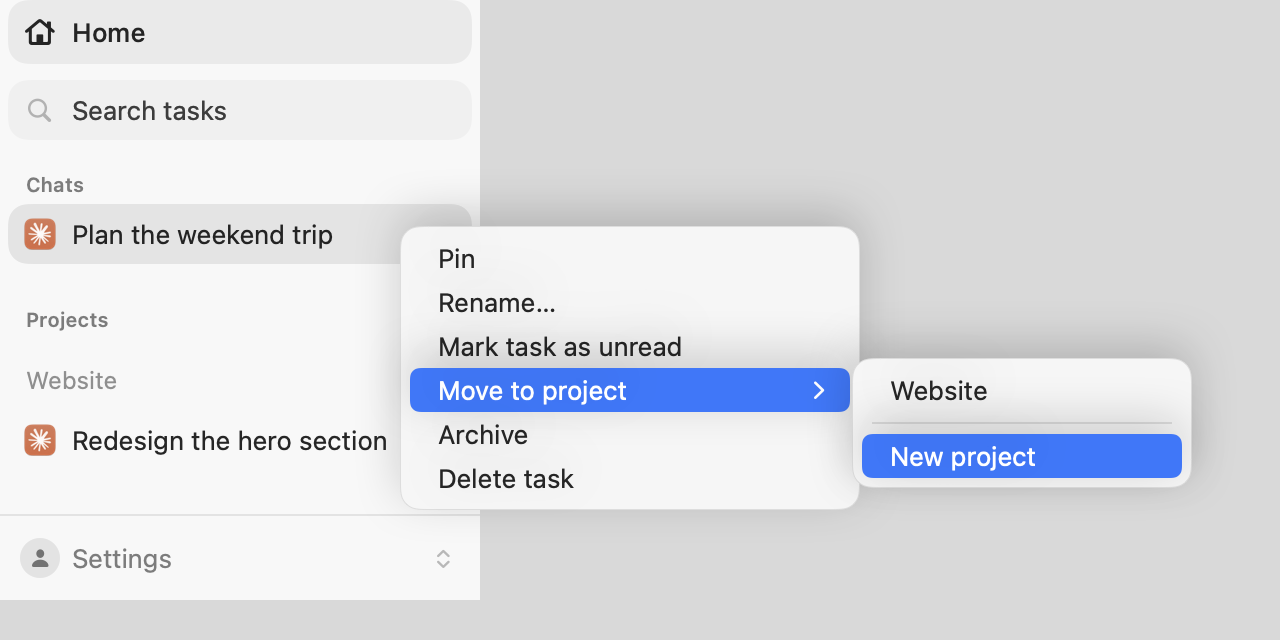 Home
Search tasks
Chats
Plan the weekend trip
Projects
Website
Redesign the hero section
Settings
Pin
Rename...
Mark task as unread
Move to project
Archive
Delete task
Website
New project